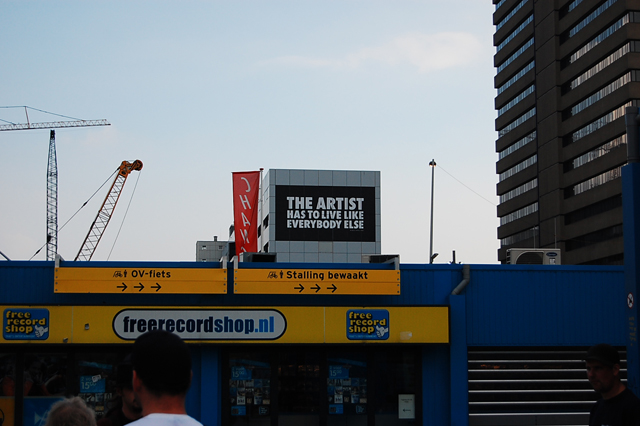 THE ARTIST
HAS TO LIVE LIKE
EVERYBODY ELSE
CHAN
OV-fiets
Stalling bewaakt
free
record
shop
freerecordshop.nl
free
record
shop